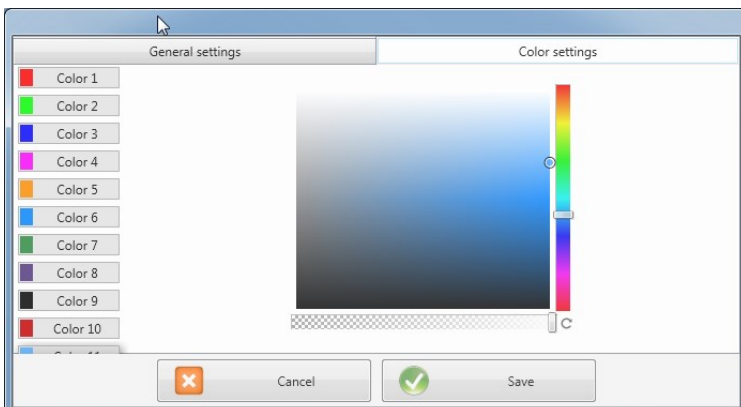 General settings
Color settings
Color 1
Color 2
Color 3
Color 4
Color 5
Color 6
Color 7
Color 8
Color 9
Color 10
Cancel
Save